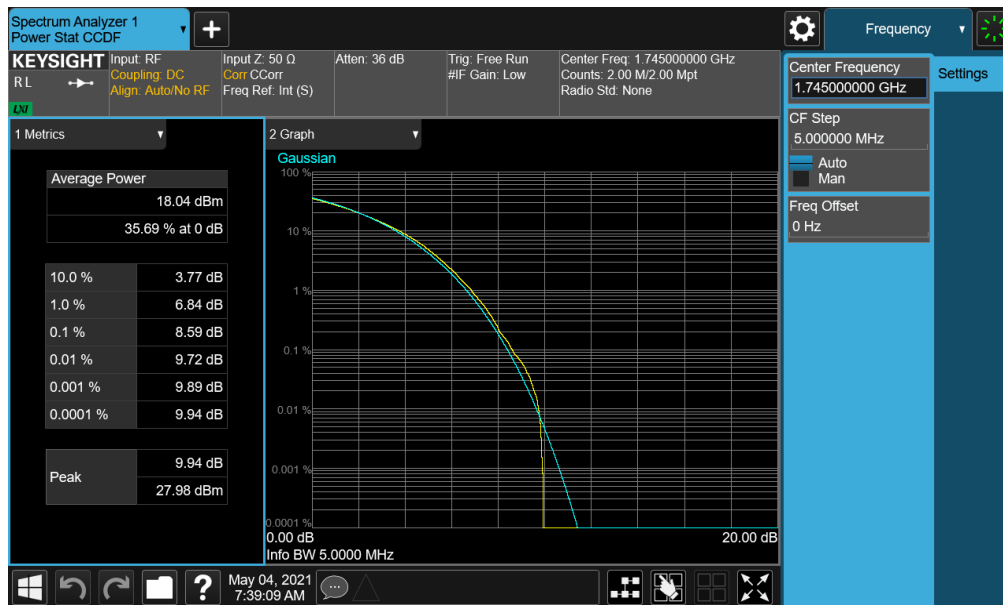 Spectrum Analyzer 1
Power Stat CCDF
Frequency
KEYSIGHT
RL
LXI
Input: RF
Coupling: DC
Align: Auto/No RF
Input Z: 50 Ω
Corr CCorr
Freq Ref: Int (S)
Atten: 36 dB
Trig: Free Run
#IF Gain: Low
Center Freq: 1.745000000 GHz
Counts: 2.00 M/2.00 Mpt
Radio Std: None
Center Frequency
1.745000000 GHz
Settings
CF Step
5.000000 MHz
Auto
Man
Freq Offset
0 Hz
1 Metrics
Average Power
18.04 dBm
35.69 % at 0 dB
10.0 % 3.77 dB
1.0 % 6.84 dB
0.1 % 8.59 dB
0.01 % 9.72 dB
0.001 % 9.89 dB
0.0001 % 9.94 dB
Peak 9.94 dB
27.98 dBm
2 Graph
Gaussian
100 %
10 %
1 %
0.1 %
0.01 %
0.001 %
0.0001 %
0.00 dB 20.00 dB
Info BW 5.0000 MHz
?
May 04, 2021
7:39:09 AM